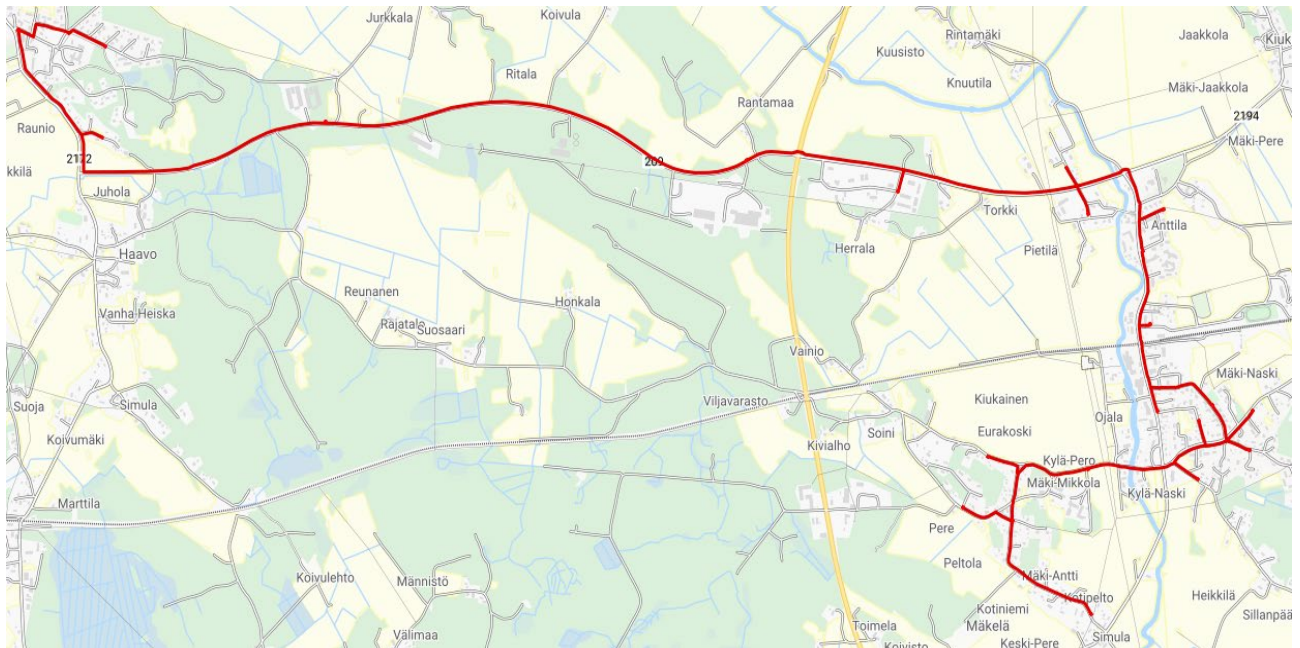 Jurkkala
Koivula
Rintamäki
Jaakkola
Kiuk
Kuusisto
Ritala
Knuutila
Mäki-Jaakkola
Rantamaa
2194
Raunio
Mäki-Pere
2172
209
kkilä
Juhola
Torkki
Anttila
Haavo
Herrala
Pietilä
Reunanen
Honkala
Vanha-Heiska
Rajatalo
Suosaari
Vainio
Mäki-Naski
Suoja
Simula
Viljavarasto
Kiukainen
Ojala
Koivumäki
Soini
Eurakoski
Kivialho
Kylä-Pero
Mäki-Mikkola
Kylä-Naski
Marttila
Pere
Peltola
Koivulehto
Männistö
Mäki-Antti
Kotipelto
Heikkilä
Kotiniemi
Sillanpää
Toimela
Mäkelä
Välimaa
Koivisto
Keski-Pere
Simula